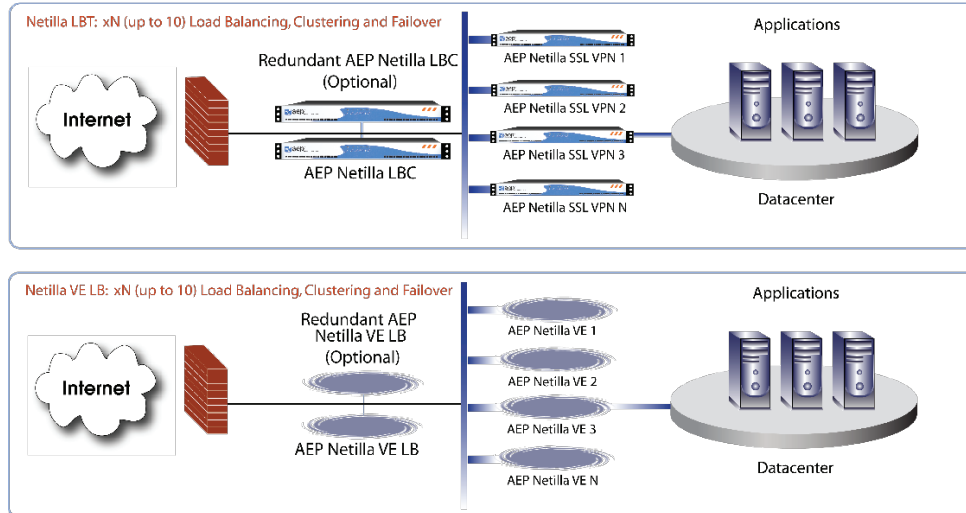 Netilla LBT: xN (up to 10) Load Balancing, Clustering and Failover
Internet
Redundant AEP Netilla LBC
(Optional)
AEP Netilla LBC
AEP Netilla SSL VPN 1
AEP Netilla SSL VPN 2
AEP Netilla SSL VPN 3
AEP Netilla SSL VPN N
Applications
Datacenter
Netilla VE LB: xN (up to 10) Load Balancing, Clustering and Failover
Internet
Redundant AEP
Netilla VE LB
(Optional)
AEP Netilla VE LB
AEP Netilla VE 1
AEP Netilla VE 2
AEP Netilla VE 3
AEP Netilla VE N
Applications
Datacenter